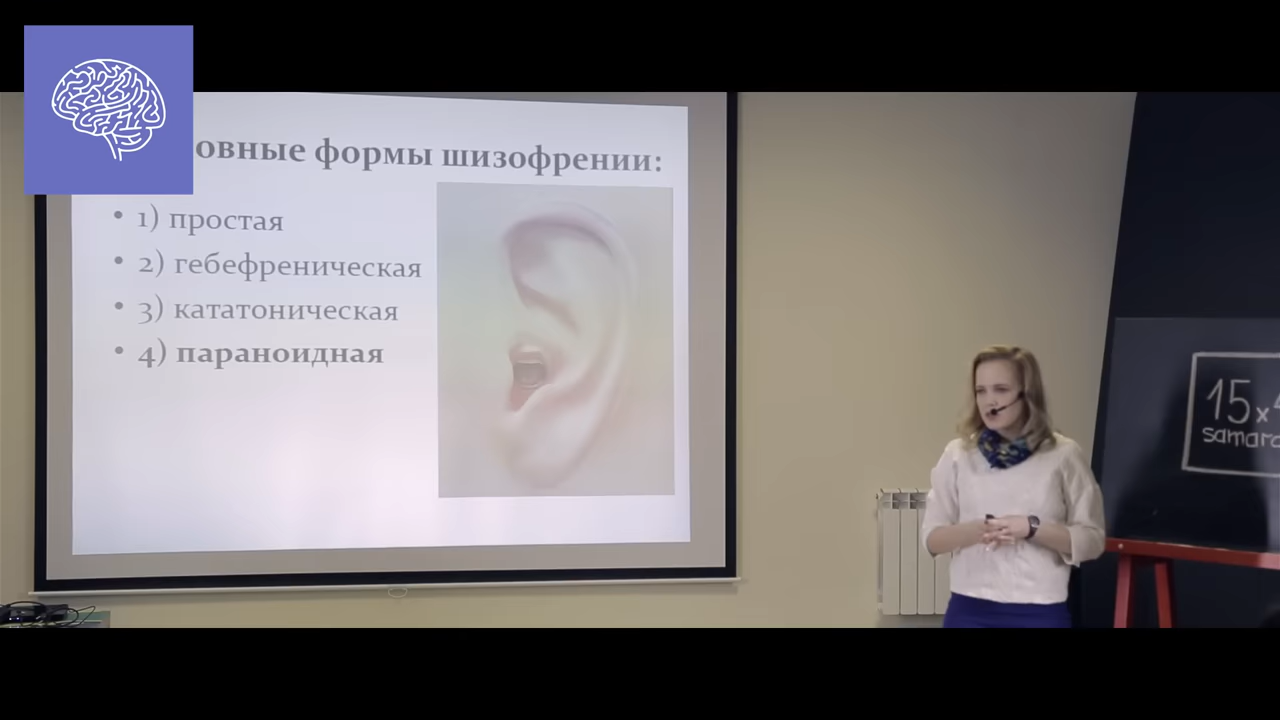 овные формы шизофрении:
• 1) простая
• 2) гебефреническая
• 3) кататоническая
• 4) параноидная
15x4
samara